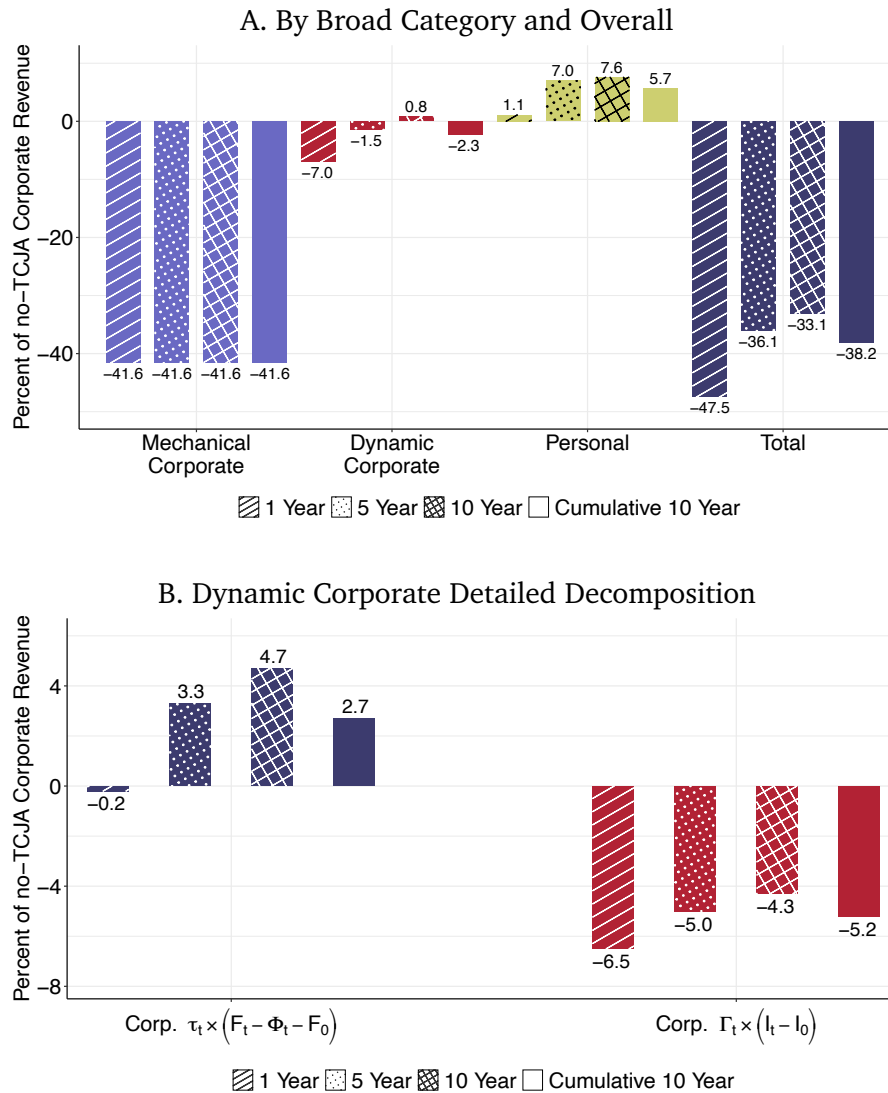 A. By Broad Category and Overall
Percent of no-TCJA Corporate Revenue
0
−20
−40
−41.6 −41.6 −41.6 −41.6
−7.0
−1.5
0.8
−2.3
1.1
7.0
7.6
5.7
−47.5
−36.1
−33.1
−38.2
Mechanical Corporate
Dynamic Corporate
Personal
Total
1 Year 5 Year 10 Year Cumulative 10 Year
B. Dynamic Corporate Detailed Decomposition
Percent of no-TCJA Corporate Revenue
4
0
−4
−8
−0.2
3.3
4.7
2.7
−6.5
−5.0
−4.3
−5.2
Corp. τt × (Ft − Φt − F0)
Corp. Γt × (It − I0)
1 Year 5 Year 10 Year Cumulative 10 Year